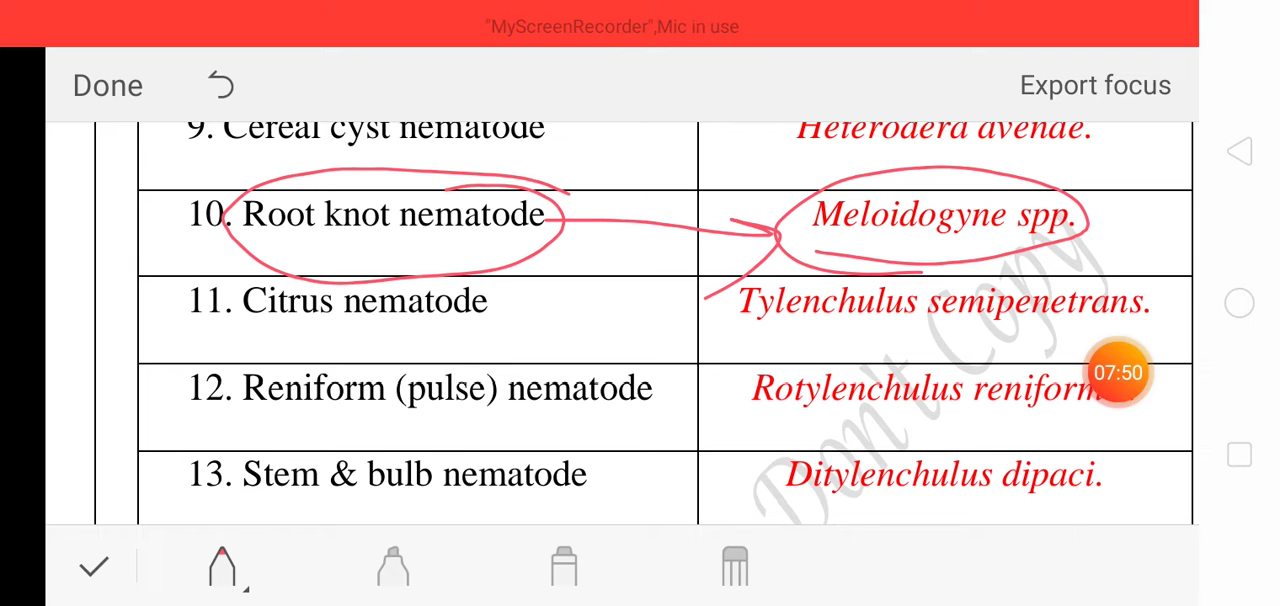 "MyScreenRecorder",Mic in use
Done
Export focus
9. Cereal cyst nematode
Heterodera avenae.
10. Root knot nematode
Meloidogyne spp.
11. Citrus nematode
Tylenchulus semipenetrans.
12. Reniform (pulse) nematode
Rotylenchulus
07:50
13. Stem & bulb nematode
Ditylenchulus dipaci.
Don't Copy